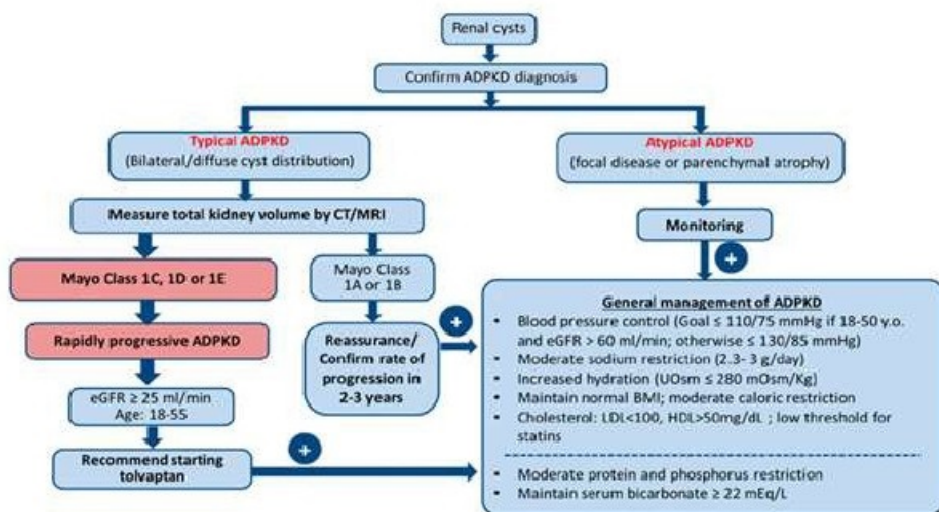 Renal cysts
Confirm ADPKD diagnosis
Typical ADPKD
(Bilateral/diffuse cyst distribution)
Atypical ADPKD
(focal disease or parenchymal atrophy)
Measure total kidney volume by CT/MRI
Monitoring
+
Mayo Class 1C, 1D or 1E
Mayo Class
1A or 1B
Rapidly progressive ADPKD
Reassurance/
Confirm rate of
progression in
2-3 years
+
eGFR ≥ 25 ml/min
Age: 18-55
Recommend starting
tolvaptan
+
General management of ADPKD
• Blood pressure control (Goal ≤ 110/75 mmHg if 18-50 y.o.
and eGFR > 60 ml/min; otherwise ≤ 130/85 mmHg)
• Moderate sodium restriction (2.3- 3 g/day)
• Increased hydration (UOsm ≤ 280 mOsm/Kg)
• Maintain normal BMI; moderate caloric restriction
• Cholesterol: LDL<100, HDL>50mg/dL ; low threshold for
statins
• Moderate protein and phosphorus restriction
• Maintain serum bicarbonate ≥ 22 mEq/L